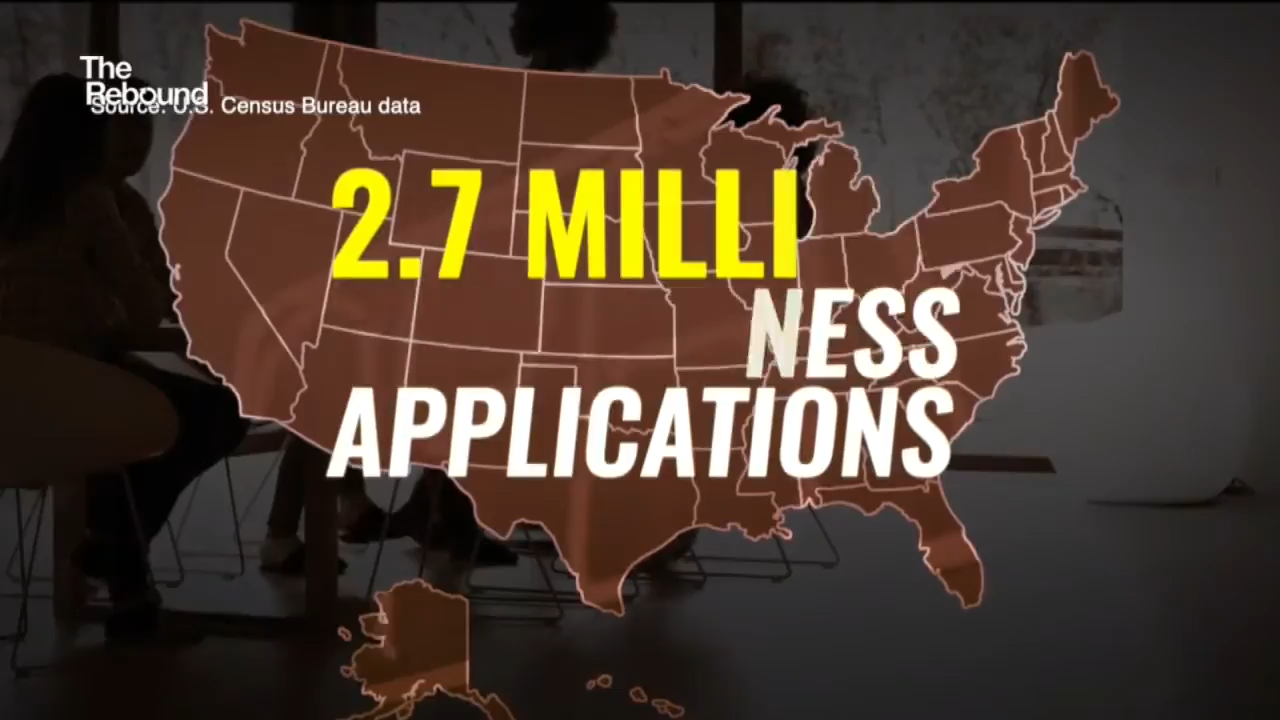 The
Rebound
Source: U.S. Census Bureau data
2.7 MILLI
NESS
APPLICATIONS